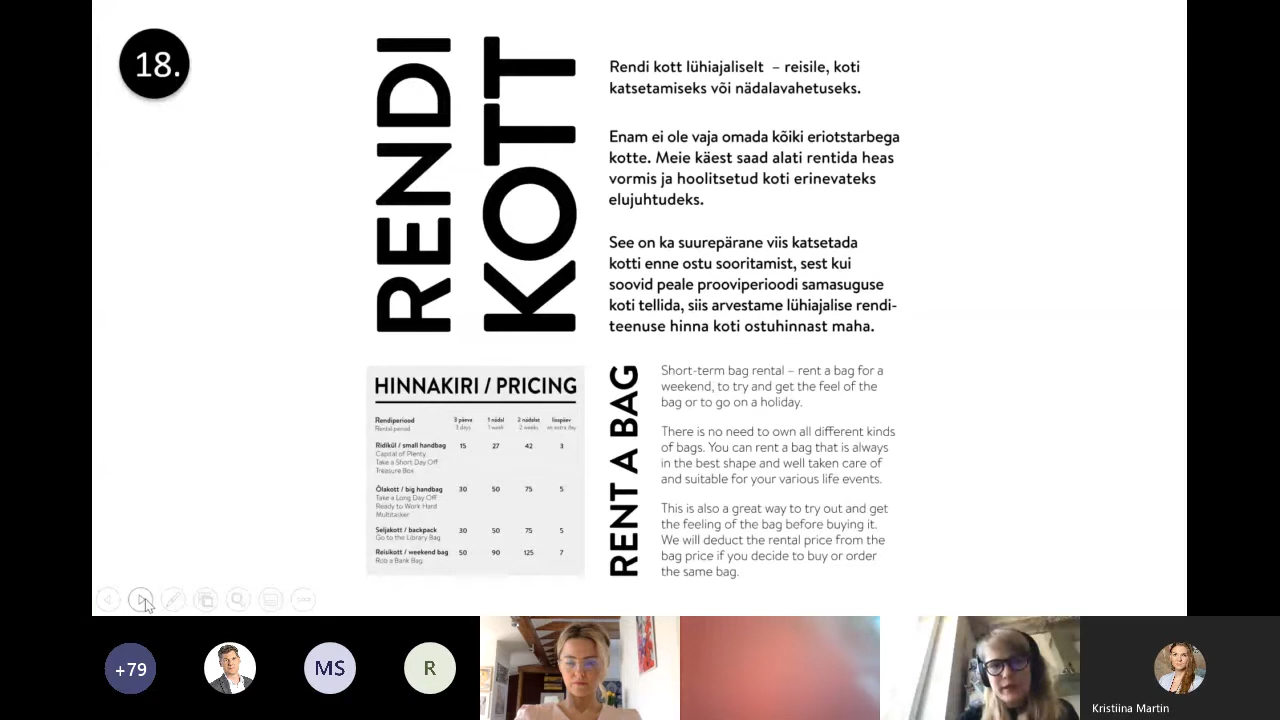 18.
RENDI
KOTT
Rendi kott lühiajaliselt – reisile, koti
katsetamiseks või nädalavahetuseks.
Enam ei ole vaja omada kõiki eriotstarbega
kotte. Meie käest saad alati rentida heas
vormis ja hoolitsetud koti erinevateks
elujuhtudeks.
See on ka suurepärane viis katsetada
kotti enne ostu sooritamist, sest kui
soovid peale prooviperioodi samasuguse
koti tellida, siis arvestame lühiajalise rendi-
teenuse hinna koti ostuhinnast maha.
HINNAKIRI / PRICING
Rendiperiood 3 päeva 1 nädal 2 nädalat lisapäev
Rental period 3 days 1 week 2 weeks an extra day
Ridikül / small handbag 15 27 42 3
Capital of Plenty
Take a Short Day Off
Treasure Box
Õlakott / big handbag 30 50 75 5
Take a Long Day Off
Ready to Work Hard
Multitasker
Seljakott / backpack 30 50 75 5
Go to the Library Bag
Reisikott / weekend bag 50 90 125 7
Rob a Bank Bag
RENT A BAG
Short-term bag rental – rent a bag for a
weekend, to try and get the feel of the
bag or to go on a holiday.
There is no need to own all different kinds
of bags. You can rent a bag that is always
in the best shape and well taken care of
and suitable for your various life events.
This is also a great way to try out and get
the feeling of the bag before buying it.
We will deduct the rental price from the
bag price if you decide to buy or order
the same bag.
+79
MS
R
Kristiina Martin